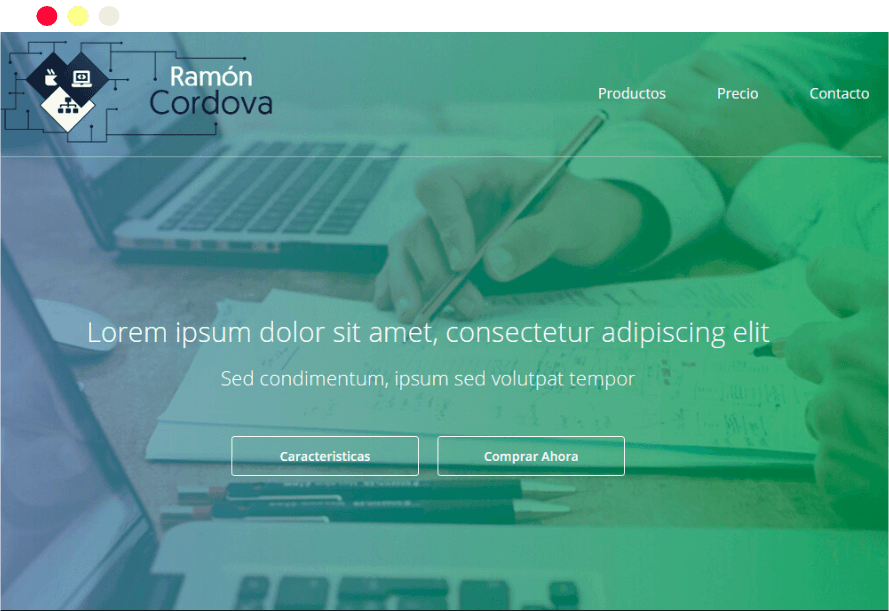 Ramón
Cordova
Productos Precio Contacto
Lorem ipsum dolor sit amet, consectetur adipiscing elit
Sed condimentum, ipsum sed volutpat tempor
Caracteristicas Comprar Ahora